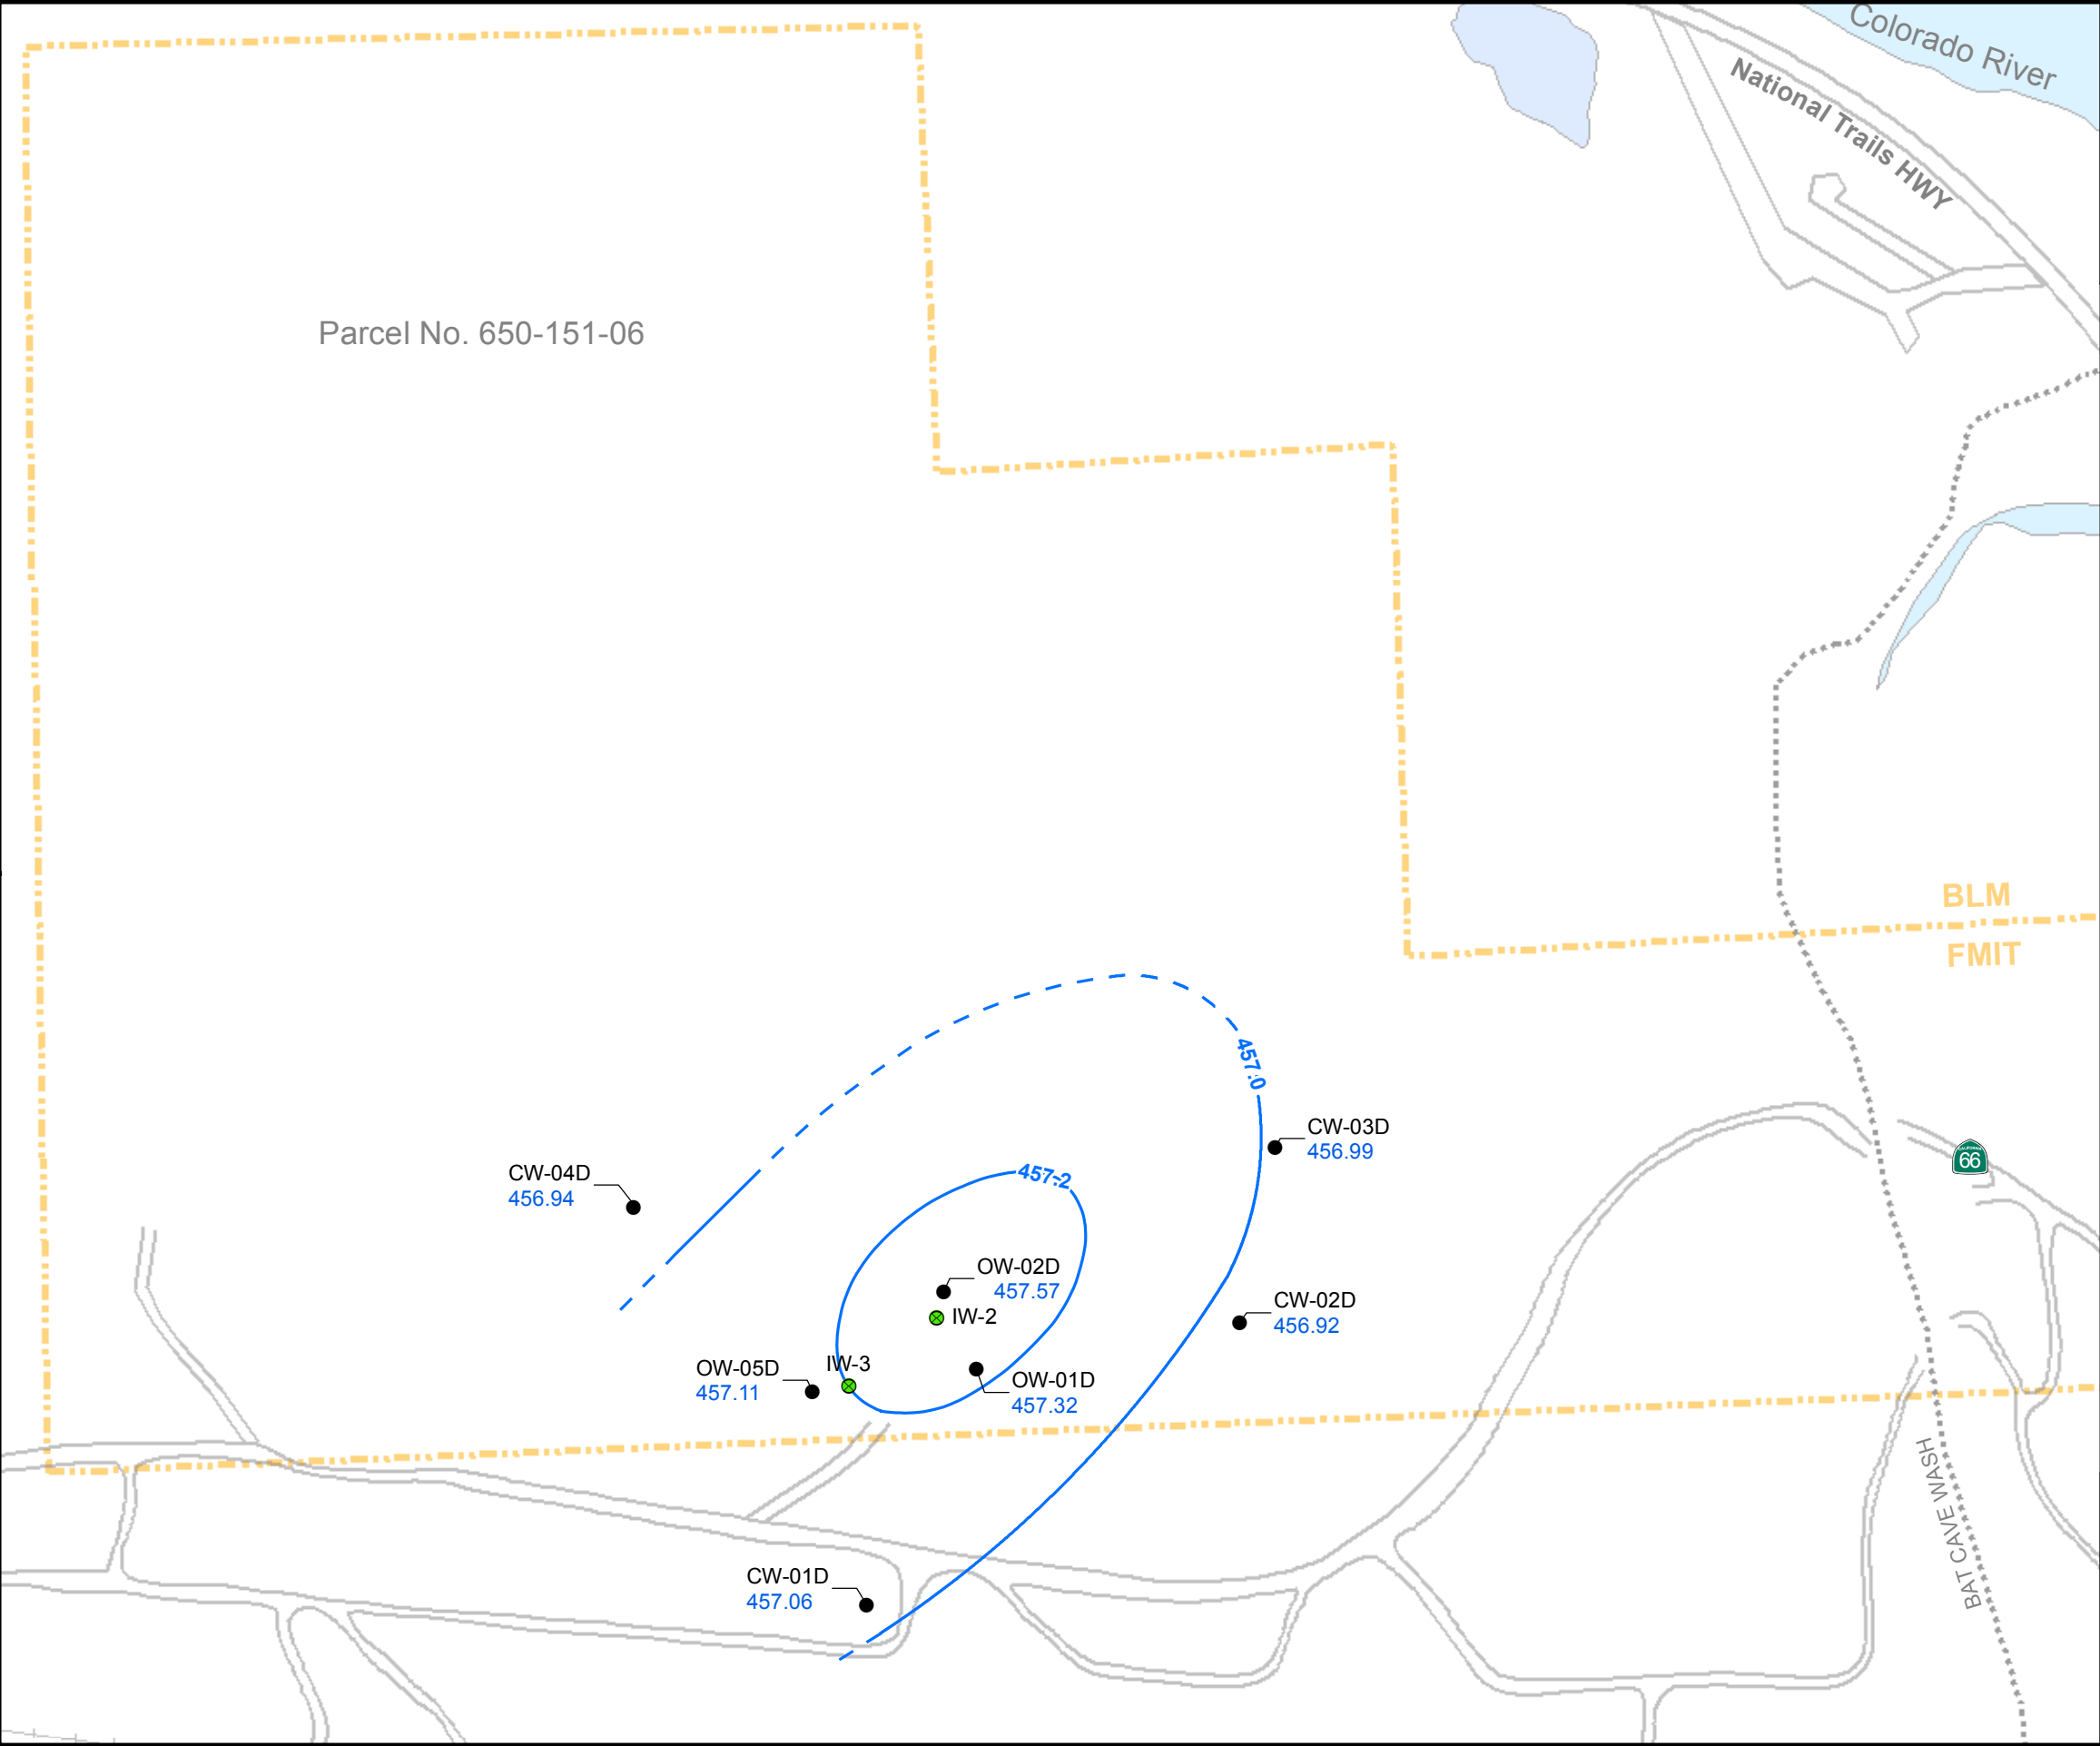 Colorado River
National Trails HWY
Parcel No. 650-151-06
BLM
FMIT
457.0
CW-03D
456.99
66
CW-04D
456.94
457.2
OW-02D
457.57
IW-2
CW-02D
456.92
IW-3
OW-05D
457.11
OW-01D
457.32
BAT CAVE WASH
CW-01D
457.06